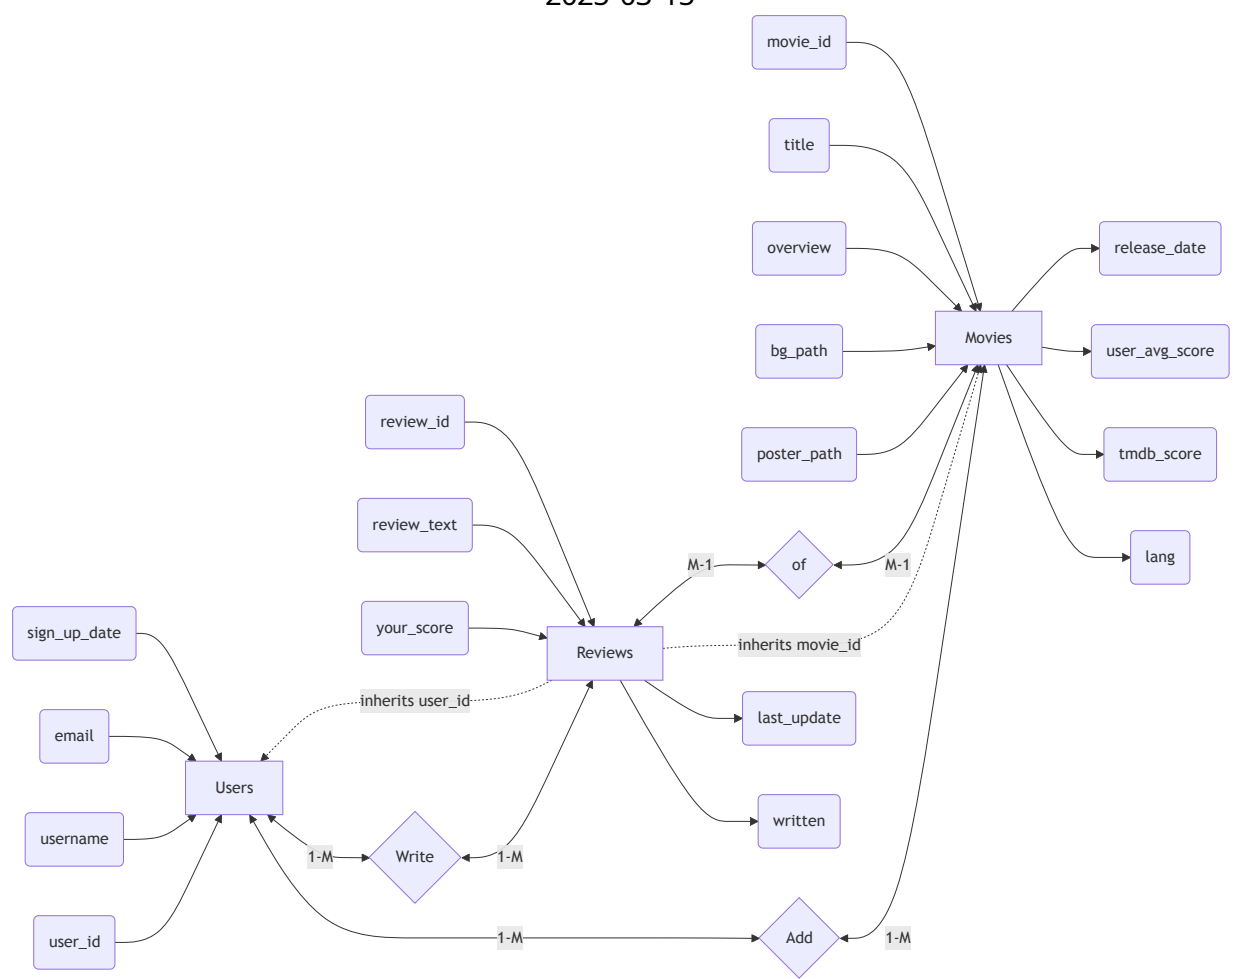 movie_id
title
overview
release_date
Movies
bg_path
user_avg_score
review_id
poster_path
tmdb_score
review_text
lang
M-1
of
M-1
sign_up_date
your_score
Reviews
inherits movie_id
inherits user_id
last_update
email
Users
username
written
1-M
Write
1-M
user_id
1-M
Add
1-M